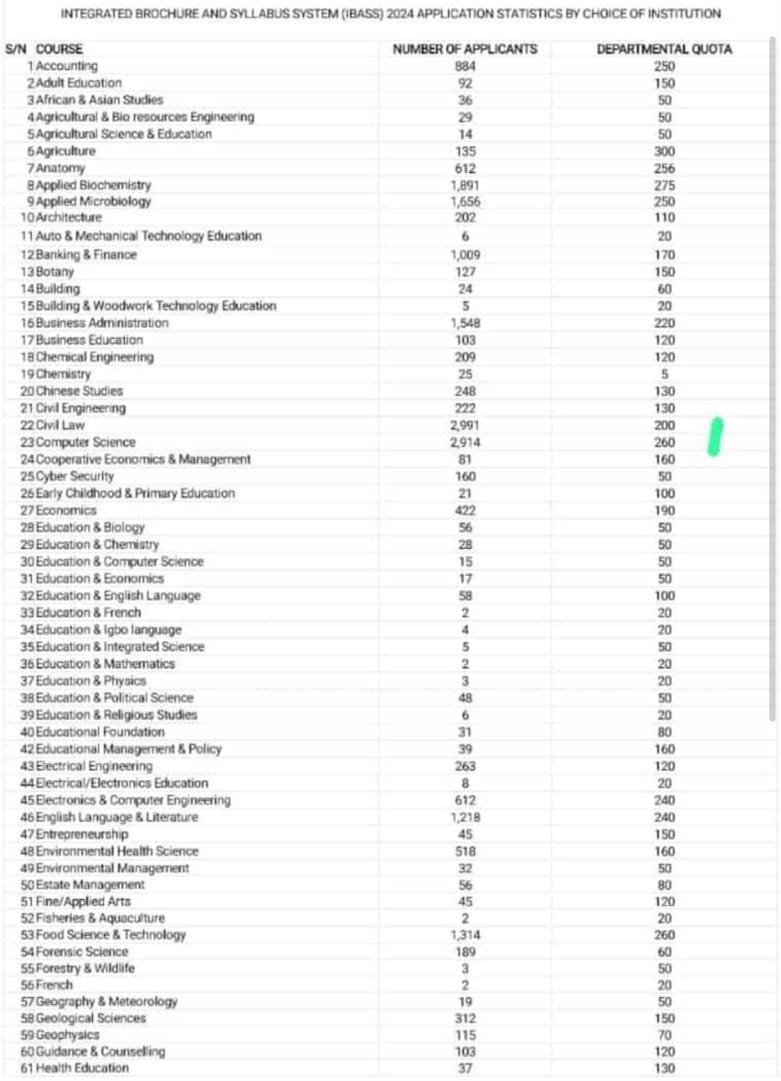 INTEGRATED BROCHURE AND SYLLABUS SYSTEM (IBASS) 2024 APPLICATION STATISTICS BY CHOICE OF INSTITUTION
S/N COURSE NUMBER OF APPLICANTS DEPARTMENTAL QUOTA
1 Accounting 884 250
2 Adult Education 92 150
3 African & Asian Studies 36 50
4 Agricultural & Bio resources Engineering 29 50
5 Agricultural Science & Education 14 50
6 Agriculture 135 300
7 Anatomy 612 256
8 Applied Biochemistry 1,891 275
9 Applied Microbiology 1,656 250
10 Architecture 202 110
11 Auto & Mechanical Technology Education 6 20
12 Banking & Finance 1,009 170
13 Botany 127 150
14 Building 24 60
15 Building & Woodwork Technology Education 5 20
16 Business Administration 1,548 220
17 Business Education 103 120
18 Chemical Engineering 209 120
19 Chemistry 25 5
20 Chinese Studies 248 130
21 Civil Engineering 222 130
22 Civil Law 2,991 200
23 Computer Science 2,914 260
24 Cooperative Economics & Management 81 160
25 Cyber Security 160 50
26 Early Childhood & Primary Education 21 100
27 Economics 422 190
28 Education & Biology 56 50
29 Education & Chemistry 28 50
30 Education & Computer Science 15 50
31 Education & Economics 17 50
32 Education & English Language 58 100
33 Education & French 2 20
34 Education & Igbo language 4 20
35 Education & Integrated Science 5 50
36 Education & Mathematics 2 20
37 Education & Physics 3 20
38 Education & Political Science 48 50
39 Education & Religious Studies 6 20
40 Educational Foundation 31 80
42 Educational Management & Policy 39 160
43 Electrical Engineering 263 120
44 Electrical/Electronics Education 8 20
45 Electronics & Computer Engineering 612 240
46 English Language & Literature 1,218 240
47 Entrepreneurship 45 150
48 Environmental Health Science 518 160
49 Environmental Management 32 50
50 Estate Management 56 80
51 Fine/Applied Arts 45 120
52 Fisheries & Aquaculture 2 20
53 Food Science & Technology 1,314 260
54 Forensic Science 189 60
55 Forestry & Wildlife 3 50
56 French 2 20
57 Geography & Meteorology 19 50
58 Geological Sciences 312 150
59 Geophysics 115 70
60 Guidance & Counselling 103 120
61 Health Education 37 130